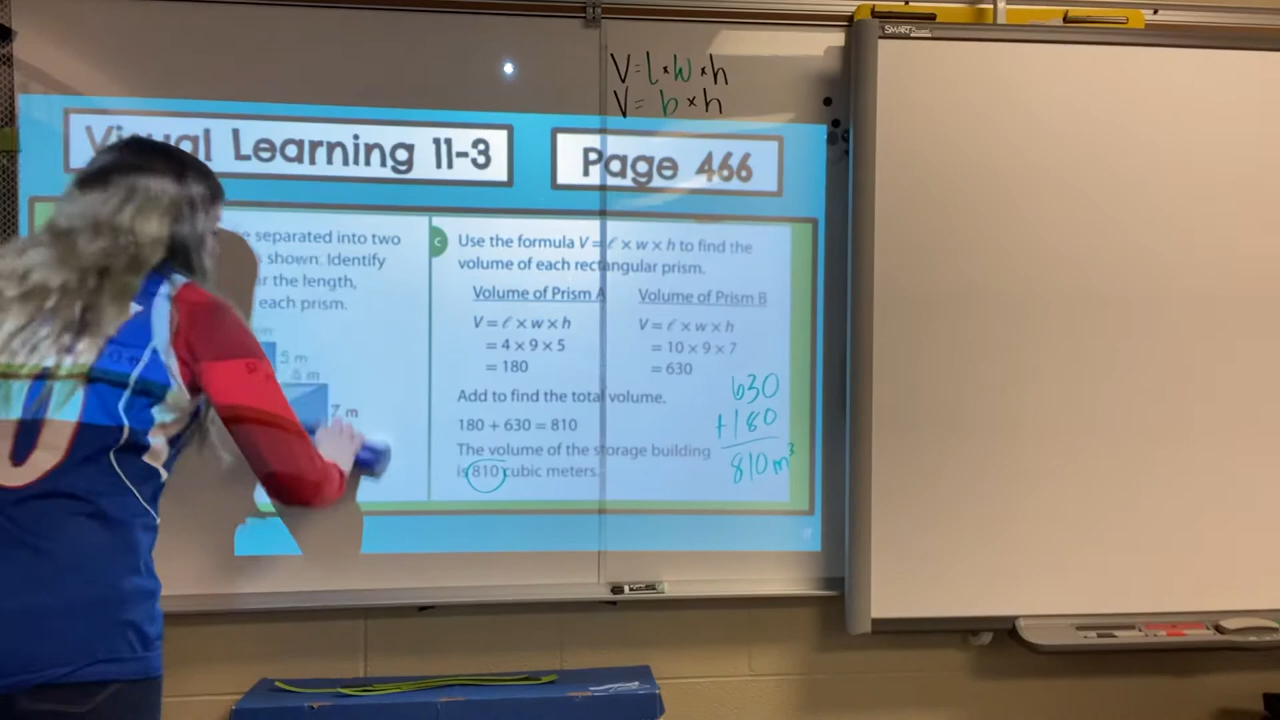 SMART
V=l×w×h
V= b×h
Learning 11-3
Page 466
separated into two
shown. Identify
the length,
each prism.
5 m
7 m
C Use the formula V = ℓ × w × h to find the
volume of each rectangular prism.
Volume of Prism A
V = ℓ × w × h
= 4 × 9 × 5
= 180
Volume of Prism B
V = ℓ × w × h
= 10 × 9 × 7
= 630
Add to find the total volume.
180 + 630 = 810
The volume of the storage building
is 810 cubic meters.
630
+180
810m³